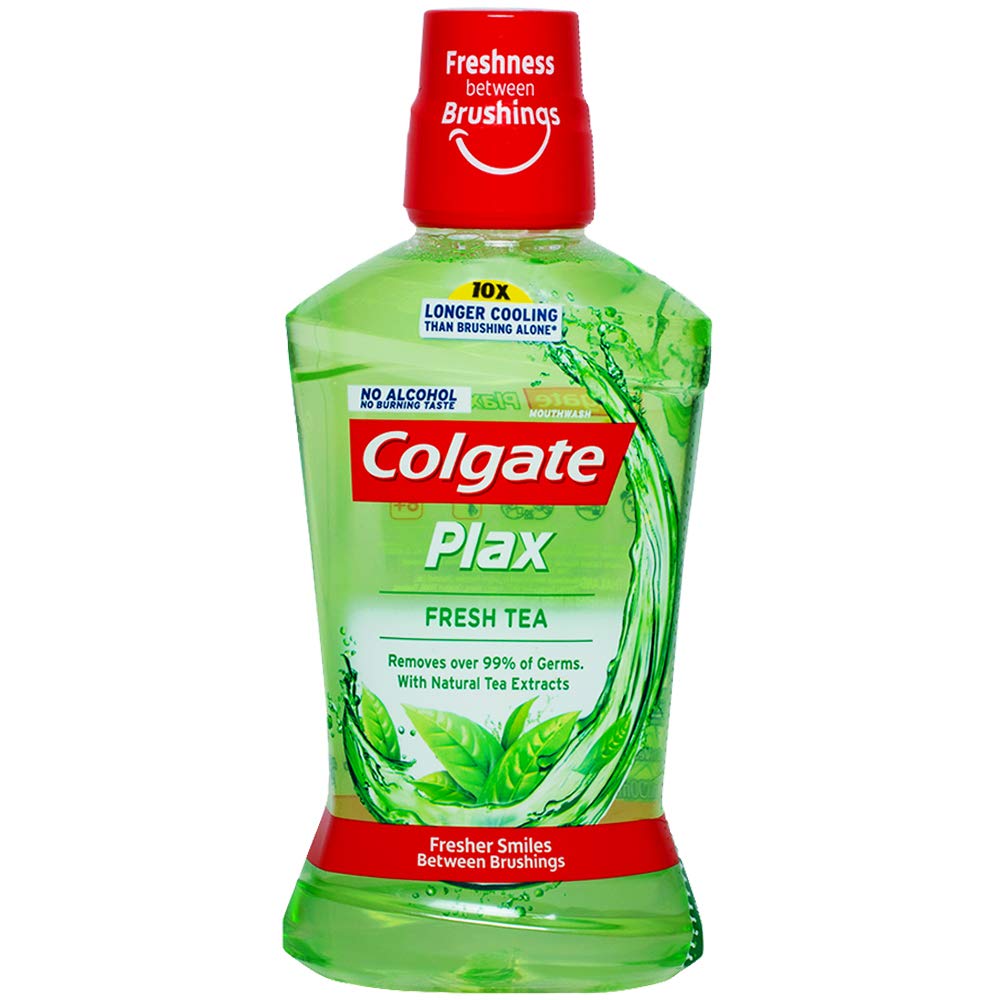 Freshness
between
Brushings
10X
LONGER COOLING
THAN BRUSHING ALONE*
NO ALCOHOL
NO BURNING TASTE
MOUTHWASH
Colgate
Plax
FRESH TEA
Removes over 99% of Germs.
With Natural Tea Extracts
Fresher Smiles
Between Brushings